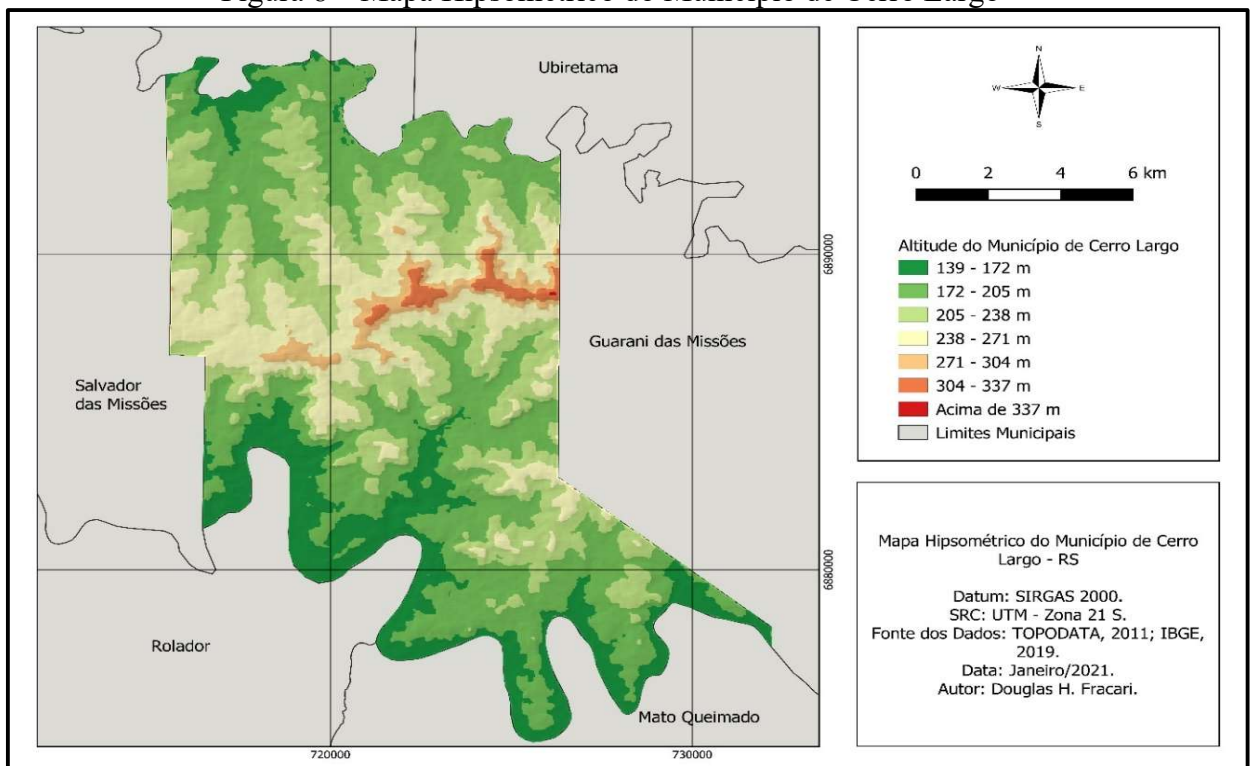 Ubiretama
Guarani das Missões
Salvador
das Missões
Rolador
Mato Queimado
720000
730000
6890000
6880000
N
W
E
S
0 2 4 6 km
Altitude do Município de Cerro Largo
139 - 172 m
172 - 205 m
205 - 238 m
238 - 271 m
271 - 304 m
304 - 337 m
Acima de 337 m
Limites Municipais
Mapa Hipsométrico do Município de Cerro
Largo - RS
Datum: SIRGAS 2000.
SRC: UTM - Zona 21 S.
Fonte dos Dados: TOPODATA, 2011; IBGE,
2019.
Data: Janeiro/2021.
Autor: Douglas H. Fracari.